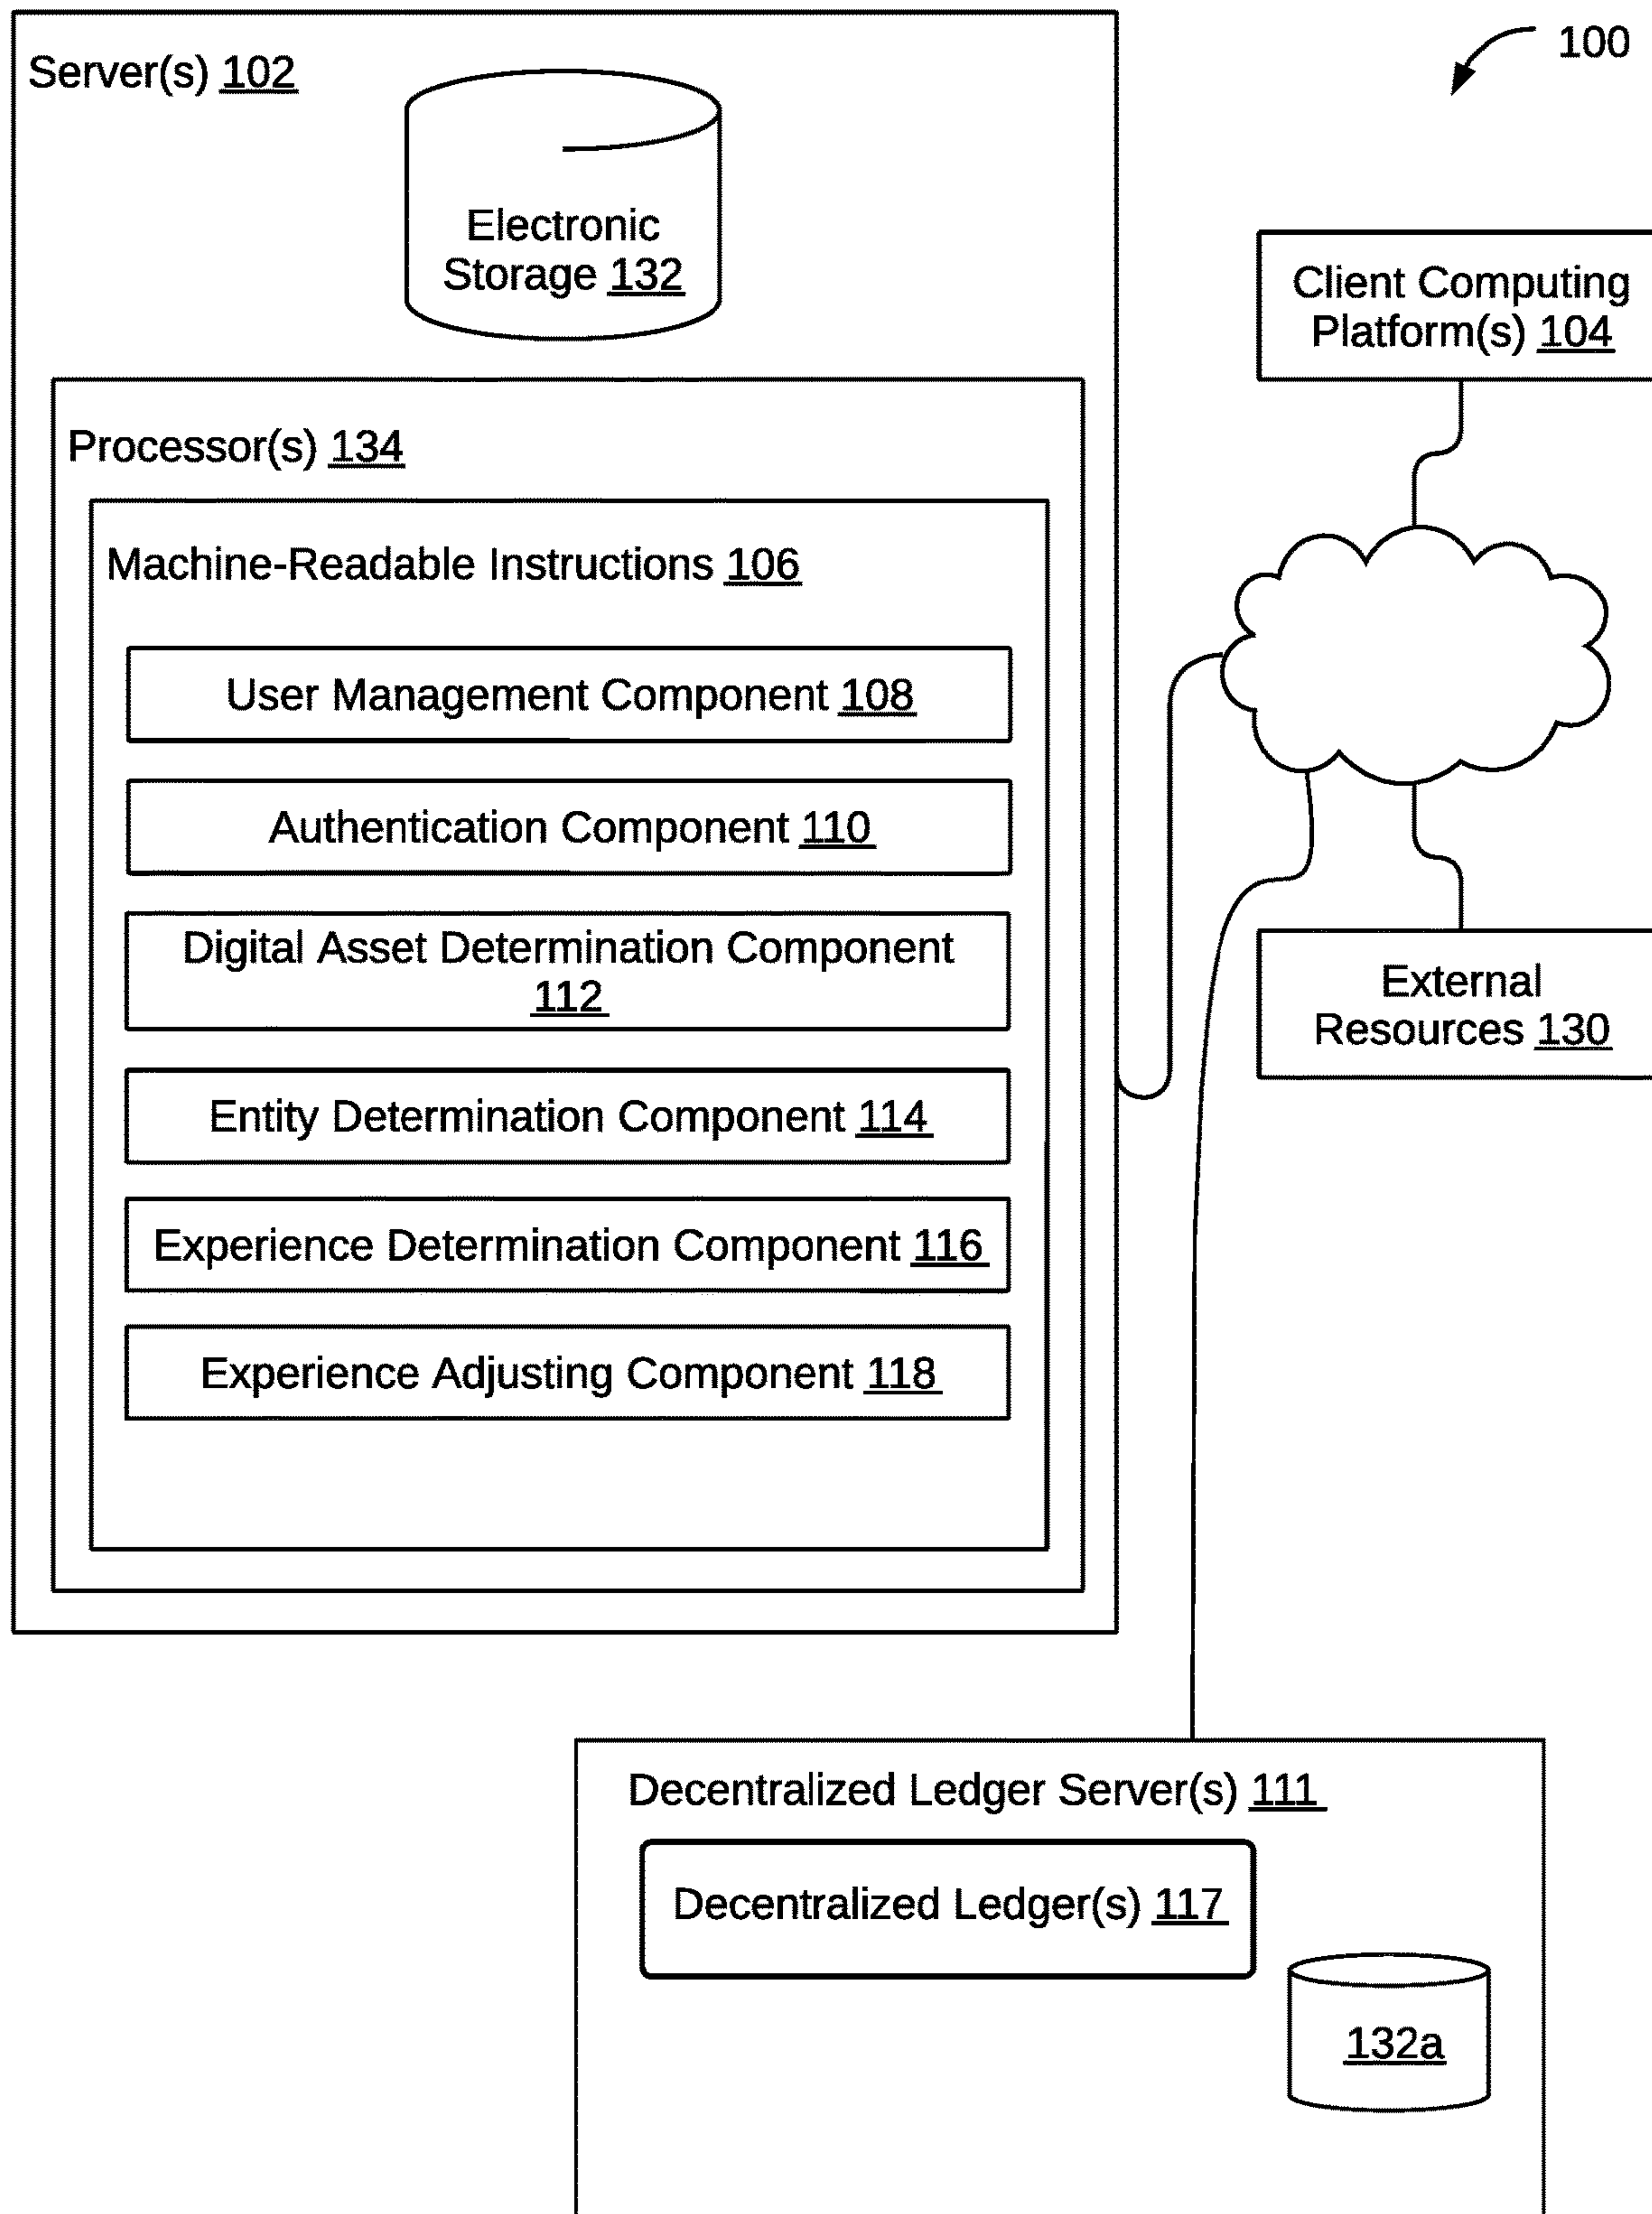 100
Server(s) 102
Electronic
Storage 132
Client Computing
Platform(s) 104
Processor(s) 134
Machine-Readable Instructions 106
User Management Component 108
Authentication Component 110
Digital Asset Determination Component
112
External
Resources 130
Entity Determination Component 114
Experience Determination Component 116
Experience Adjusting Component 118
Decentralized Ledger Server(s) 111
Decentralized Ledger(s) 117
132a